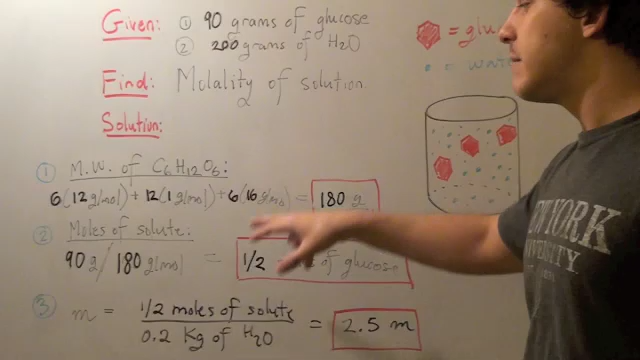 Given: ① 90 grams of glucose
② 200 grams of H2O
Find: Molality of solution
Solution:
= glu
= wat
① M.W. of C6H12O6:
6(12 g/mol) + 12(1 g/mol) + 6(16 g/mol) = 180 g
② Moles of solute:
90 g / 180 g/mol = 1/2 of glucose
③ m = 1/2 moles of solute
0.2 Kg of H2O
= 2.5 m
NEW YORK
UNIVERSITY